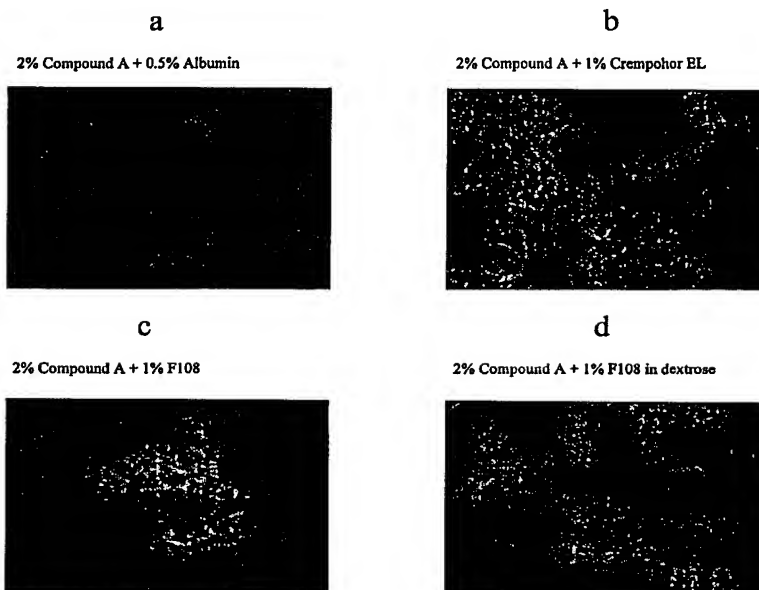 a
b
2% Compound A + 0.5% Albumin
2% Compound A + 1% Crempohor EL
c
d
2% Compound A + 1% F108
2% Compound A + 1% F108 in dextrose